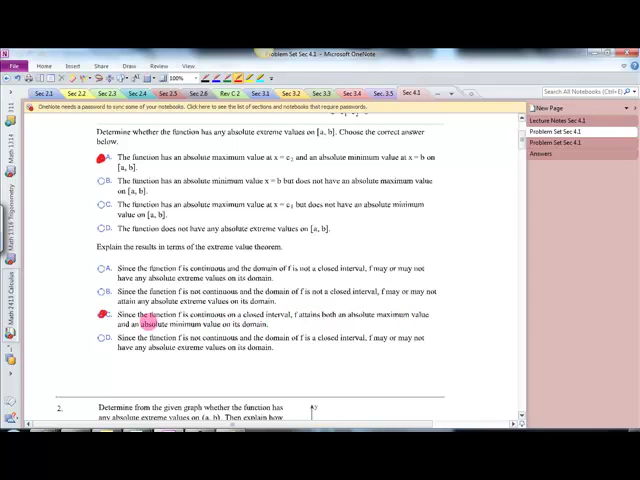 Problem Set Sec 4.1 - Microsoft OneNote
File Home Insert Share Draw Review View
100%
Sec 2.1 Sec 2.2 Sec 2.3 Sec 2.4 Sec 2.5 Sec 2.6 Rev C 2 Sec 3.1 Sec 3.2 Sec 3.3 Sec 3.4 Sec 3.5 Sec 4.1
Search All Notebooks (Ctrl+E)
OneNote needs a password to sync some of your notebooks. Click here to see the list of sections and notebooks that require passwords.
New Page
Lecture Notes Sec 4.1
Problem Set Sec 4.1
Problem Set Sec 4.1
Answers
Math 1314
Math 1314 Trigonometry
Math 2413 Calculus
Determine whether the function has any absolute extreme values on [a, b]. Choose the correct answer
below.
A. The function has an absolute maximum value at x = c₂ and an absolute minimum value at x = b on
[a, b].
B. The function has an absolute minimum value x = b but does not have an absolute maximum value
on [a, b].
C. The function has an absolute maximum value at x = c₁ but does not have an absolute minimum
value on [a, b].
D. The function does not have any absolute extreme values on [a, b].
Explain the results in terms of the extreme value theorem.
A. Since the function f is continuous and the domain of f is not a closed interval, f may or may not
have any absolute extreme values on its domain.
B. Since the function f is not continuous and the domain of f is not a closed interval, f may or may not
attain any absolute extreme values on its domain.
C. Since the function f is continuous on a closed interval, f attains both an absolute maximum value
and an absolute minimum value on its domain.
D. Since the function f is not continuous and the domain of f is a closed interval, f may or may not
have any absolute extreme values on its domain.
2. Determine from the given graph whether the function has
any absolute extreme values on (a, b). Then explain how
y